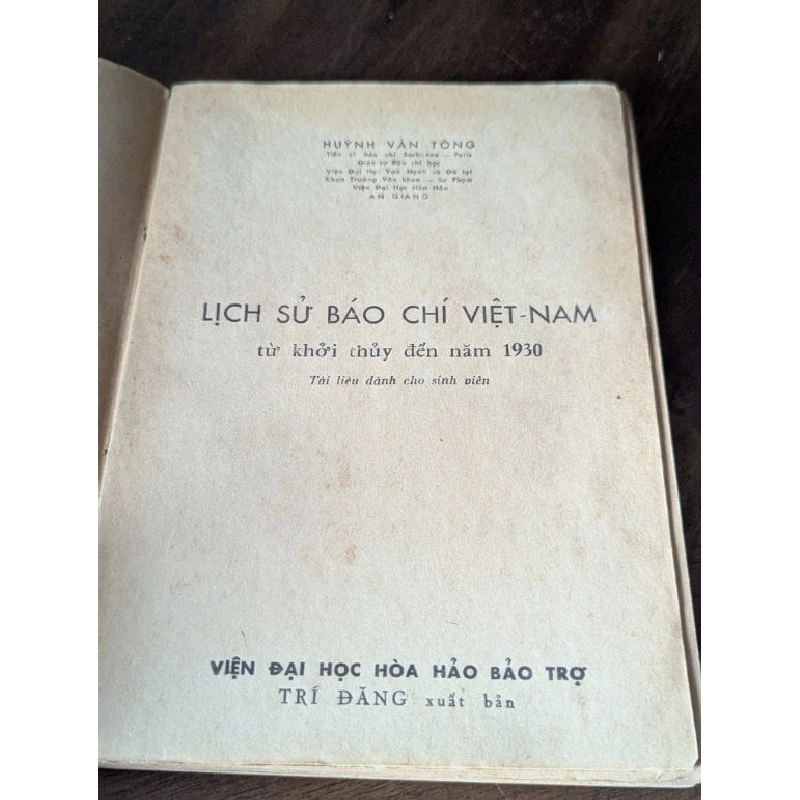 HUỲNH VĂN TÒNG
Tiến sĩ báo chí Sorbonne — Paris
Giáo sư Báo chí học
Viện Đại Học Vạn Hạnh và Đà lạt
Khoa Trưởng Văn khoa — Sư Phạm
Viện Đại Học Hòa Hảo
AN GIANG
LỊCH SỬ BÁO CHÍ VIỆT-NAM
từ khởi thủy đến năm 1930
Tài liệu dành cho sinh viên
VIỆN ĐẠI HỌC HÒA HẢO BẢO TRỢ
TRÍ ĐĂNG xuất bản